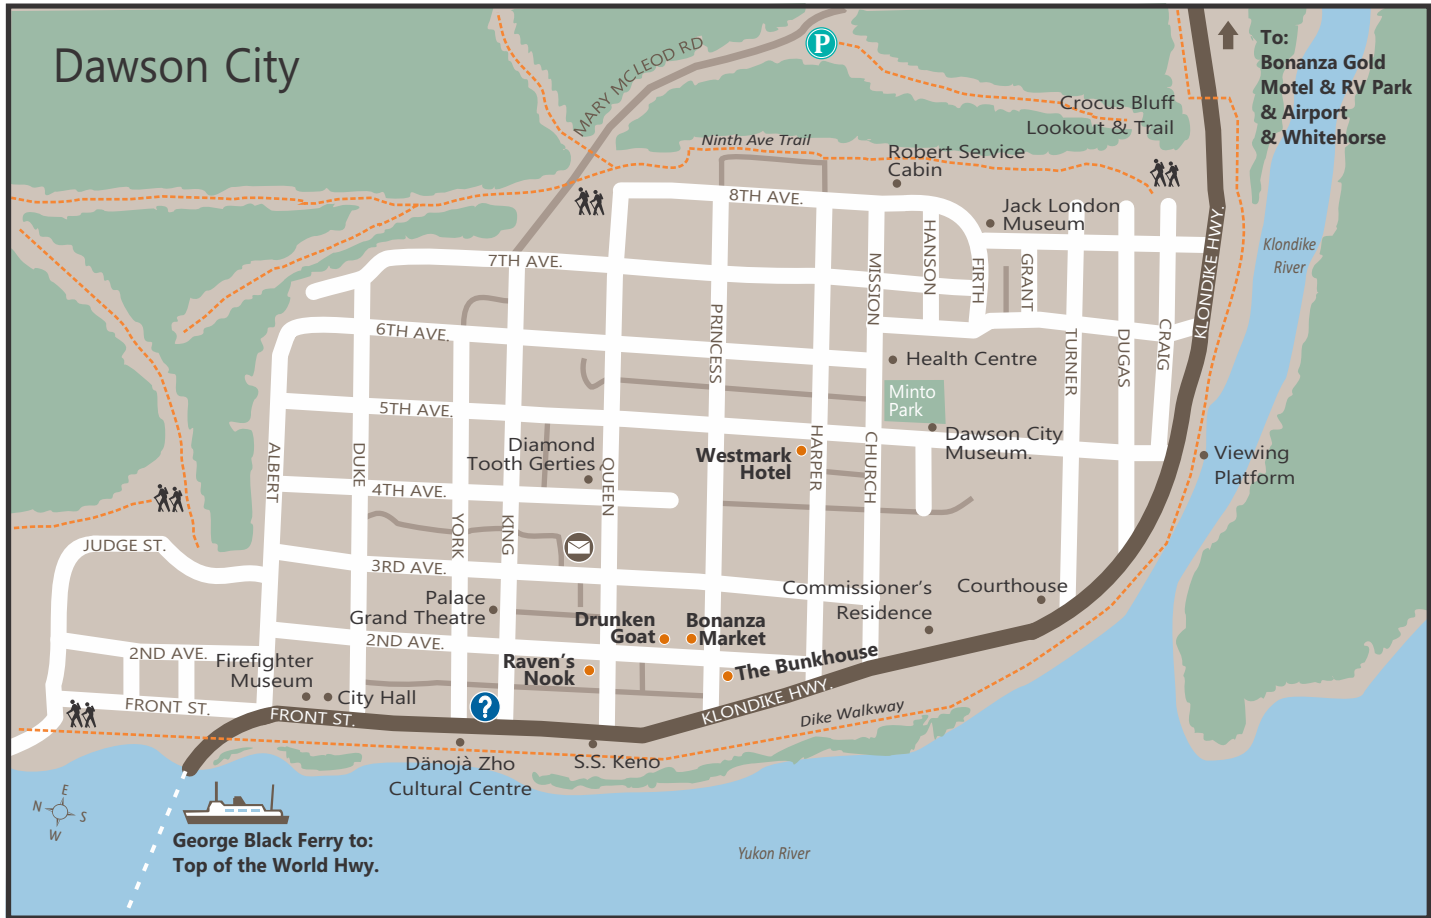 Dawson City
MARY MCLEOD RD
P
To:
Bonanza Gold
Motel & RV Park
& Airport
& Whitehorse
Crocus Bluff
Lookout & Trail
Ninth Ave Trail
Robert Service
Cabin
8TH AVE.
Jack London
Museum
Klondike
River
7TH AVE.
HANSON
MISSION
FIRTH
GRANT
KLONDIKE HWY.
6TH AVE.
PRINCESS
TURNER
DUGAS
CRAIG
Health Centre
Minto
Park
5TH AVE.
Dawson City
Museum.
ALBERT
DUKE
Diamond
Tooth Gerties
QUEEN
Westmark
Hotel
HARPER
CHURCH
Viewing
Platform
4TH AVE.
YORK
KING
JUDGE ST.
3RD AVE.
Palace
Grand Theatre
Commissioner's
Residence
Courthouse
Drunken
Goat
Bonanza
Market
2ND AVE.
2ND AVE.
Firefighter
Museum
City Hall
Raven's
Nook
The Bunkhouse
FRONT ST.
FRONT ST.
?
KLONDIKE HWY.
Dike Walkway
Dänojà Zho
Cultural Centre
S.S. Keno
E
N
S
W
George Black Ferry to:
Top of the World Hwy.
Yukon River